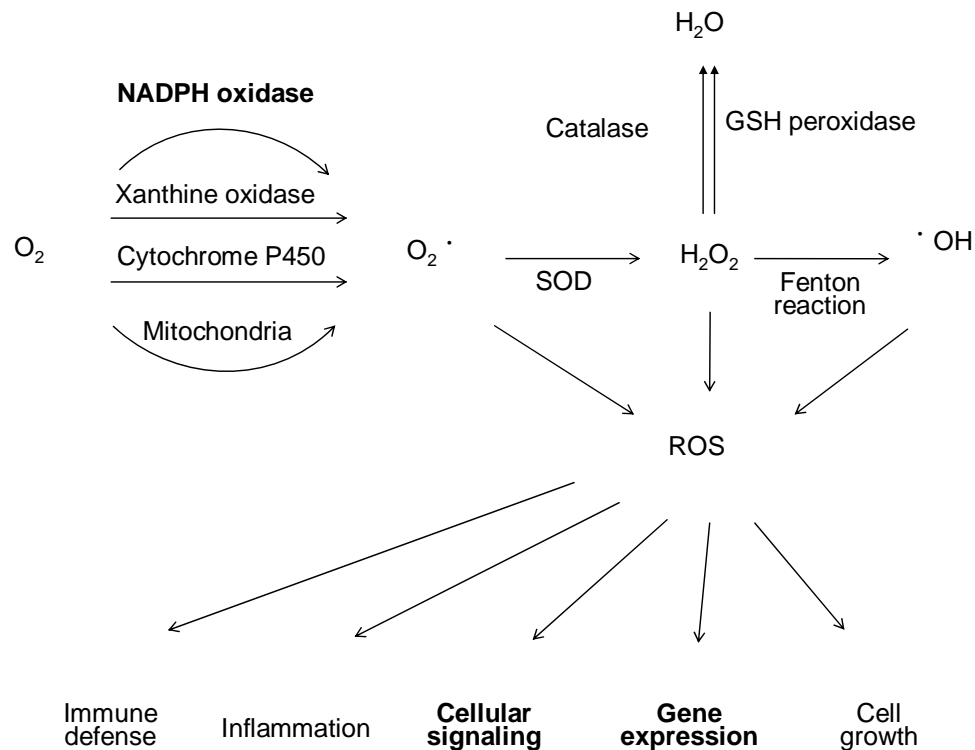 H₂O
NADPH oxidase
Catalase
GSH peroxidase
Xanthine oxidase
O₂
Cytochrome P450
O₂ ·
SOD
H₂O₂
· OH
Fenton
reaction
Mitochondria
ROS
Immune
defense
Inflammation
Cellular
signaling
Gene
expression
Cell
growth